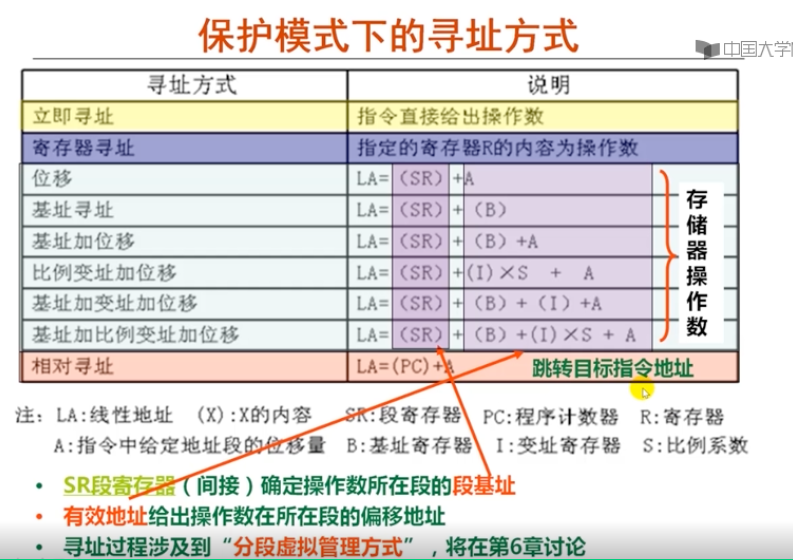 保护模式下的寻址方式
中国大学
寻址方式 说明
立即寻址 指令直接给出操作数
寄存器寻址 指定的寄存器R的内容为操作数
位移 LA=（SR）+A
基址寻址 LA=（SR）+（B）
基址加位移 LA=（SR）+（B）+A
比例变址加位移 LA=（SR）+(I)×S + A
基址加变址加位移 LA=（SR）+（B）+（I）+A
基址加比例变址加位移 LA=（SR）+（B）+(I)×S + A
相对寻址 LA=(PC)+A 跳转目标指令地址
存储器操作数
注：LA:线性地址 (X):X的内容 SR:段寄存器 PC:程序计数器 R:寄存器
A:指令中给定地址段的位移量 B:基址寄存器 I:变址寄存器 S:比例系数
• SR段寄存器（间接）确定操作数所在段的段基址
• 有效地址给出操作数在所在段的偏移地址
• 寻址过程涉及到“分段虚拟管理方式”，将在第6章讨论